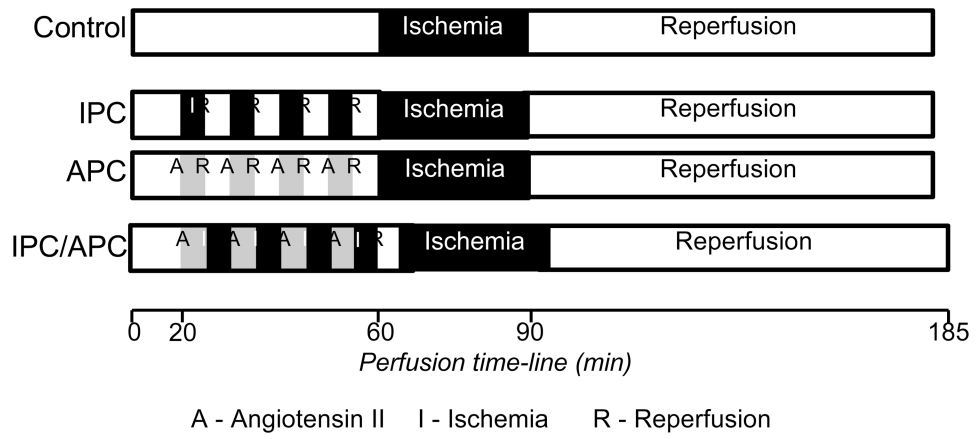 Control Ischemia Reperfusion
IPC I R R R R Ischemia Reperfusion
APC A R A R A R A R Ischemia Reperfusion
IPC/APC A I A I A I A I R Ischemia Reperfusion
0 20 60 90 185
Perfusion time-line (min)
A - Angiotensin II I - Ischemia R - Reperfusion